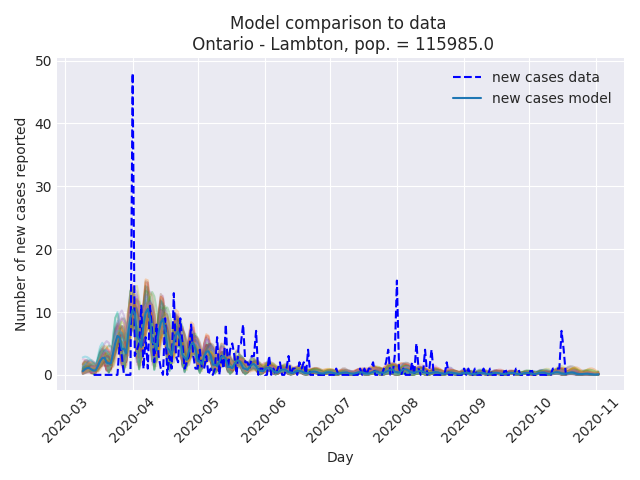 Model comparison to data
Ontario - Lambton, pop. = 115985.0
new cases data
new cases model
Number of new cases reported
50
40
30
20
10
0
2020-03
2020-04
2020-05
2020-06
2020-07
2020-08
2020-09
2020-10
2020-11
Day